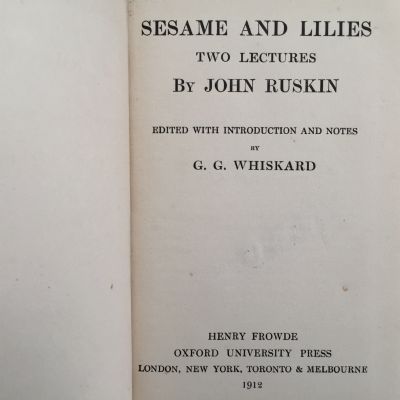 SESAME AND LILIES
TWO LECTURES
BY JOHN RUSKIN
EDITED WITH INTRODUCTION AND NOTES
BY
G. G. WHISKARD
HENRY FROWDE
OXFORD UNIVERSITY PRESS
LONDON, NEW YORK, TORONTO & MELBOURNE
1912